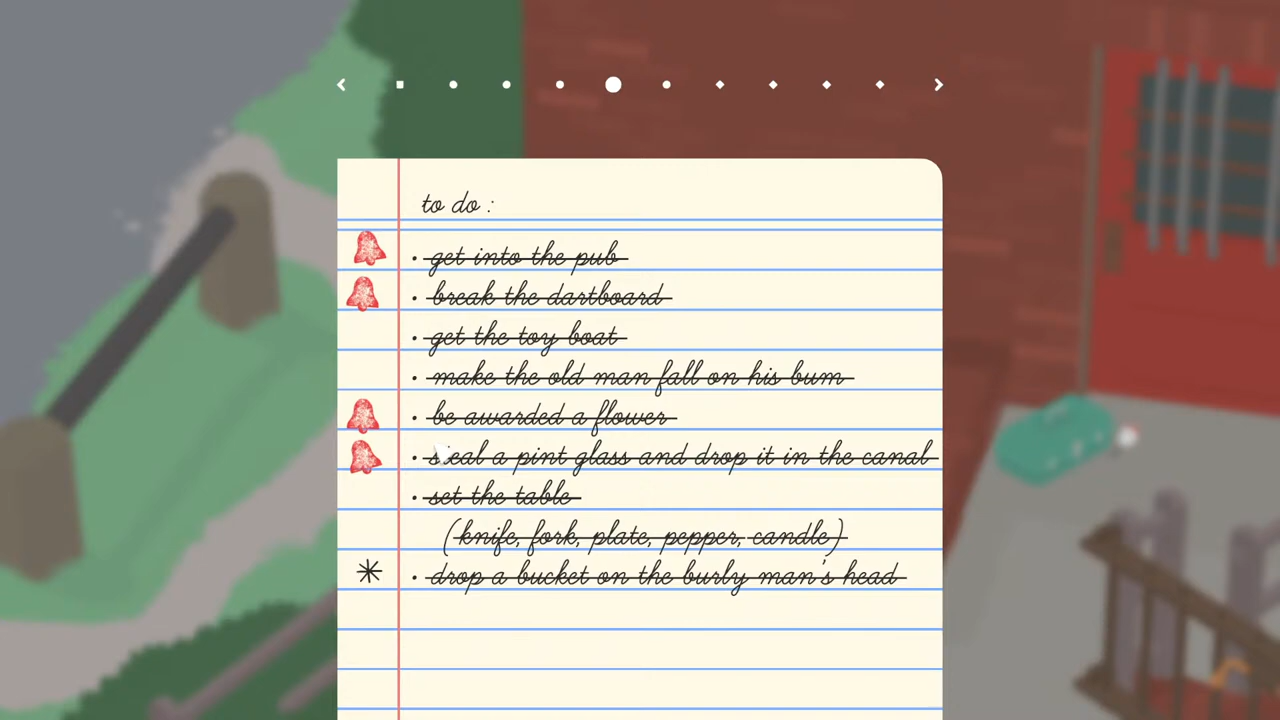 to do :
• get into the pub
• break the dartboard
• get the toy boat
• make the old man fall on his bum
• be awarded a flower
• steal a pint glass and drop it in the canal
• set the table
(knife, fork, plate, pepper, candle)
• drop a bucket on the burly man's head